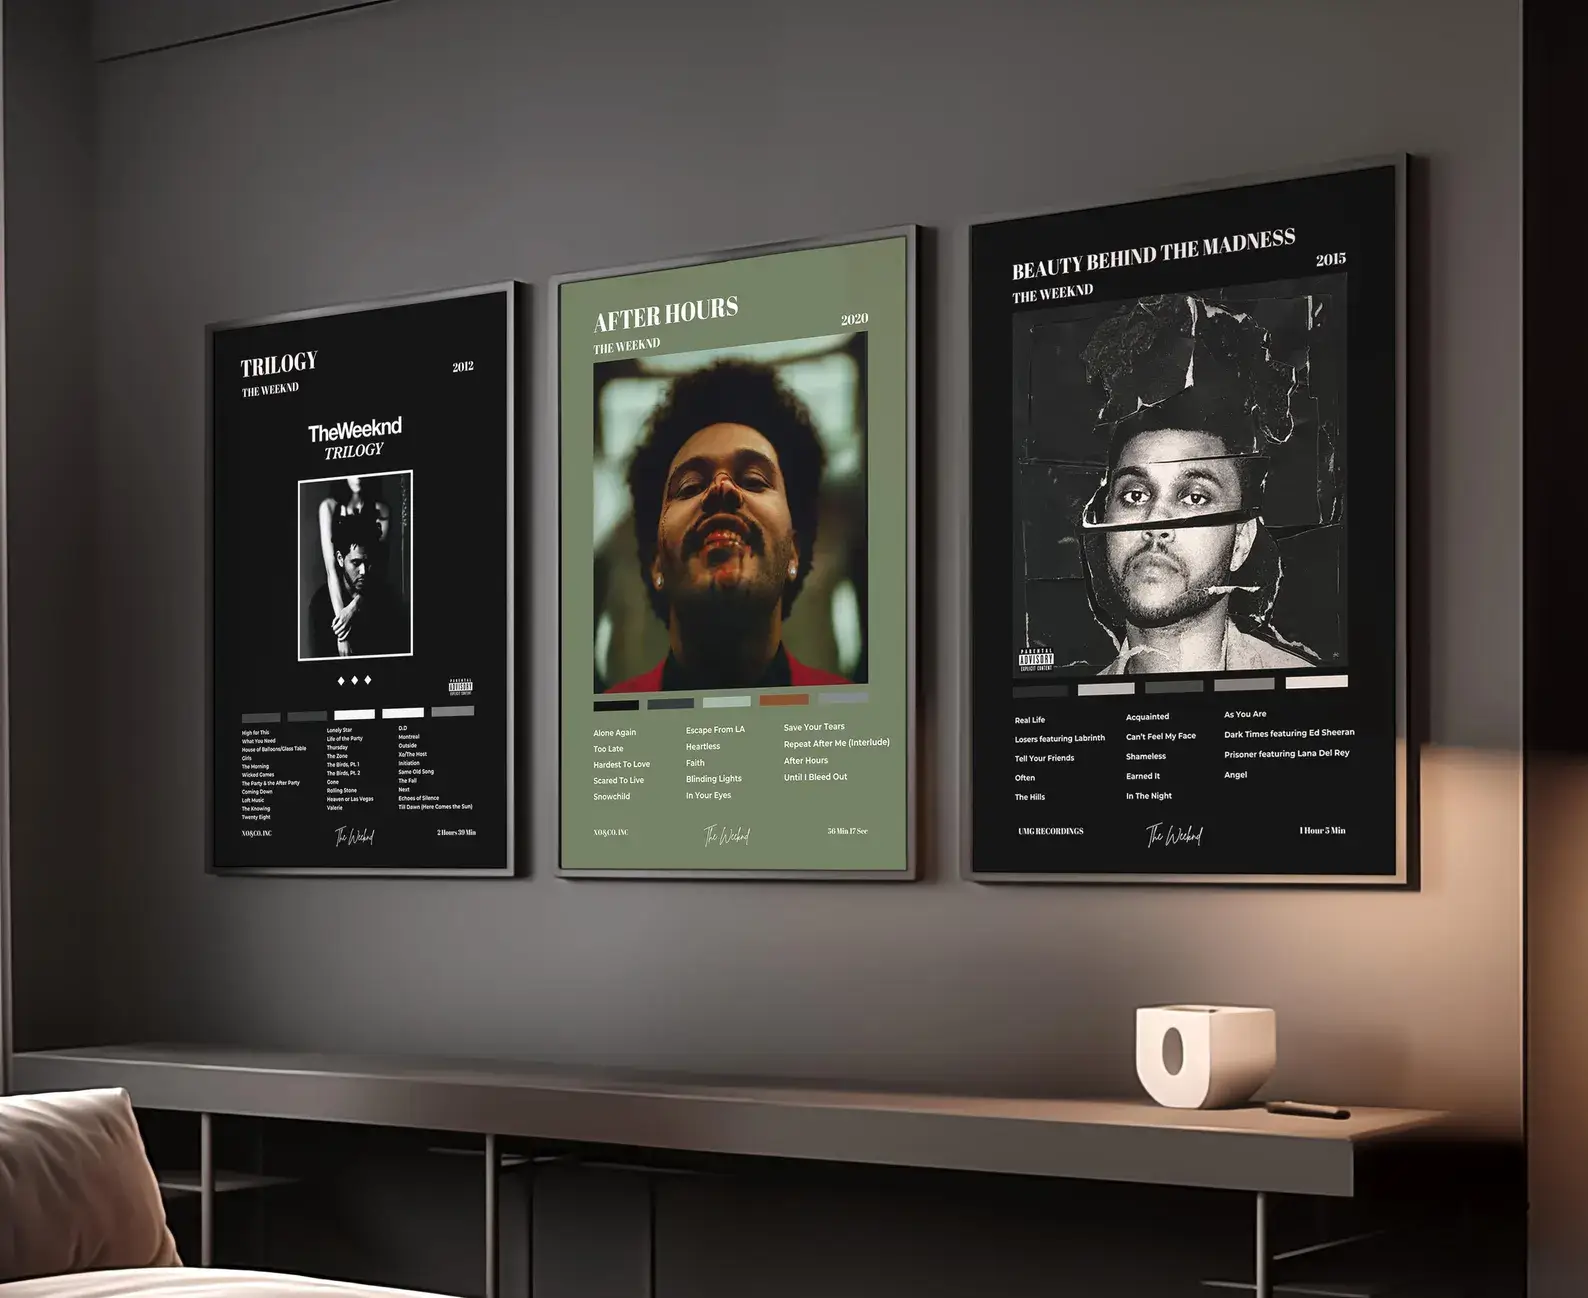 TRILOGY
2012
THE WEEKND
TheWeeknd
TRILOGY
PARENTAL
ADVISORY
EXPLICIT CONTENT
High for This
What You Need
House of Balloons/Glass Table
Girls
The Morning
Wicked Games
The Party & the After Party
Coming Down
Loft Music
The Knowing
Twenty Eight
Lonely Star
Life of the Party
Thursday
The Zone
The Birds, Pt. 1
The Birds, Pt. 2
Gone
Rolling Stone
Heaven or Las Vegas
Valerie
D.D
Montreal
Outside
Xo/The Host
Initiation
Same Old Song
The Fall
Next
Echoes of Silence
Till Dawn (Here Comes the Sun)
XO&CO. INC
The Weeknd
2 Hours 39 Min
AFTER HOURS
2020
THE WEEKND
Alone Again
Too Late
Hardest To Love
Scared To Live
Snowchild
Escape From LA
Heartless
Faith
Blinding Lights
In Your Eyes
Save Your Tears
Repeat After Me (Interlude)
After Hours
Until I Bleed Out
XO&CO. INC
The Weeknd
56 Min 17 Sec
BEAUTY BEHIND THE MADNESS
2015
THE WEEKND
PARENTAL
ADVISORY
EXPLICIT CONTENT
Real Life
Losers featuring Labrinth
Tell Your Friends
Often
The Hills
Acquainted
Can't Feel My Face
Shameless
Earned It
In The Night
As You Are
Dark Times featuring Ed Sheeran
Prisoner featuring Lana Del Rey
Angel
UMG RECORDINGS
The Weeknd
1 Hour 5 Min